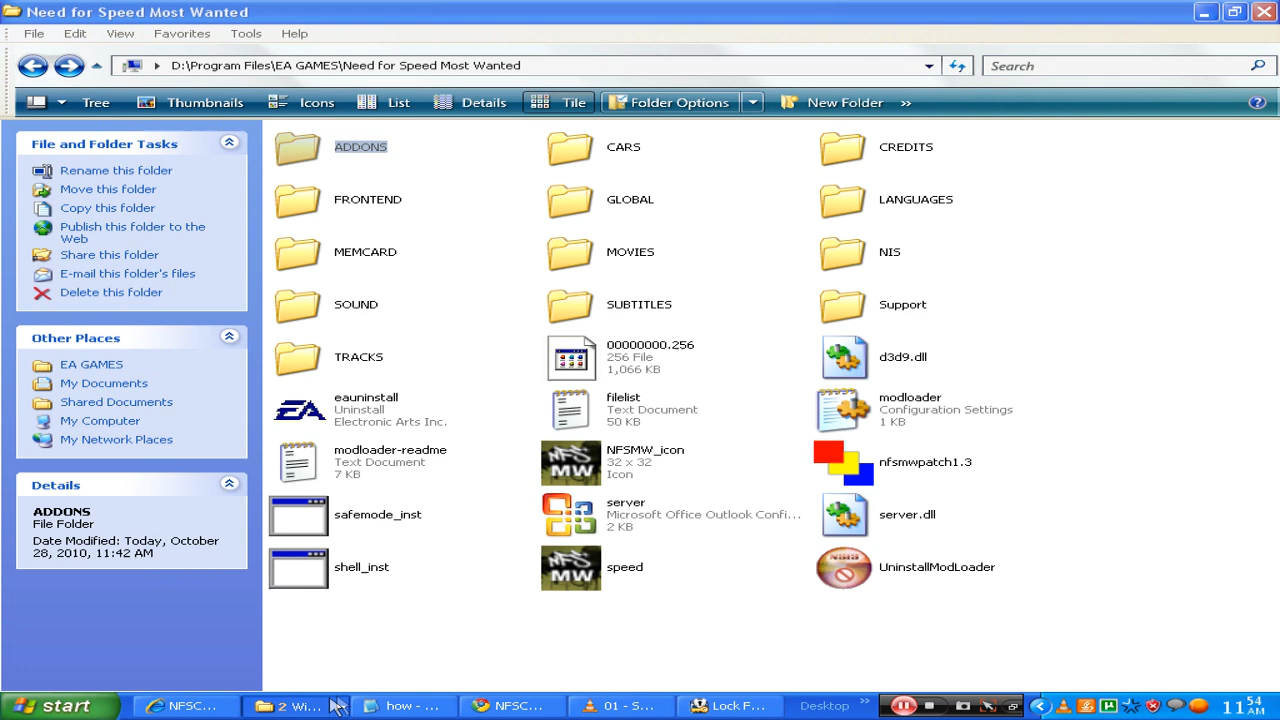 Need for Speed Most Wanted
File Edit View Favorites Tools Help
D:\Program Files\EA GAMES\Need for Speed Most Wanted Search
Tree Thumbnails Icons List Details Tile Folder Options New Folder »
File and Folder Tasks
Rename this folder
Move this folder
Copy this folder
Publish this folder to the
Web
Share this folder
E-mail this folder's files
Delete this folder
Other Places
EA GAMES
My Documents
Shared Documents
My Computer
My Network Places
Details
ADDONS
File Folder
Date Modified: Today, October
28, 2010, 11:42 AM
ADDONS
CARS
CREDITS
FRONTEND
GLOBAL
LANGUAGES
MEMCARD
MOVIES
NIS
SOUND
SUBTITLES
Support
TRACKS
00000000.256
256 File
1,066 KB
d3d9.dll
eauninstall
Uninstall
Electronic Arts Inc.
filelist
Text Document
50 KB
modloader
Configuration Settings
1 KB
modloader-readme
Text Document
7 KB
NFSMW_icon
32 x 32
Icon
nfsmwpatch1.3
safemode_inst
server
Microsoft Office Outlook Confi...
2 KB
server.dll
shell_inst
speed
UninstallModLoader
start NFSC... 2 Wi... how - ... NFSC... 01 - S... Lock F... Desktop » 11 54
AM